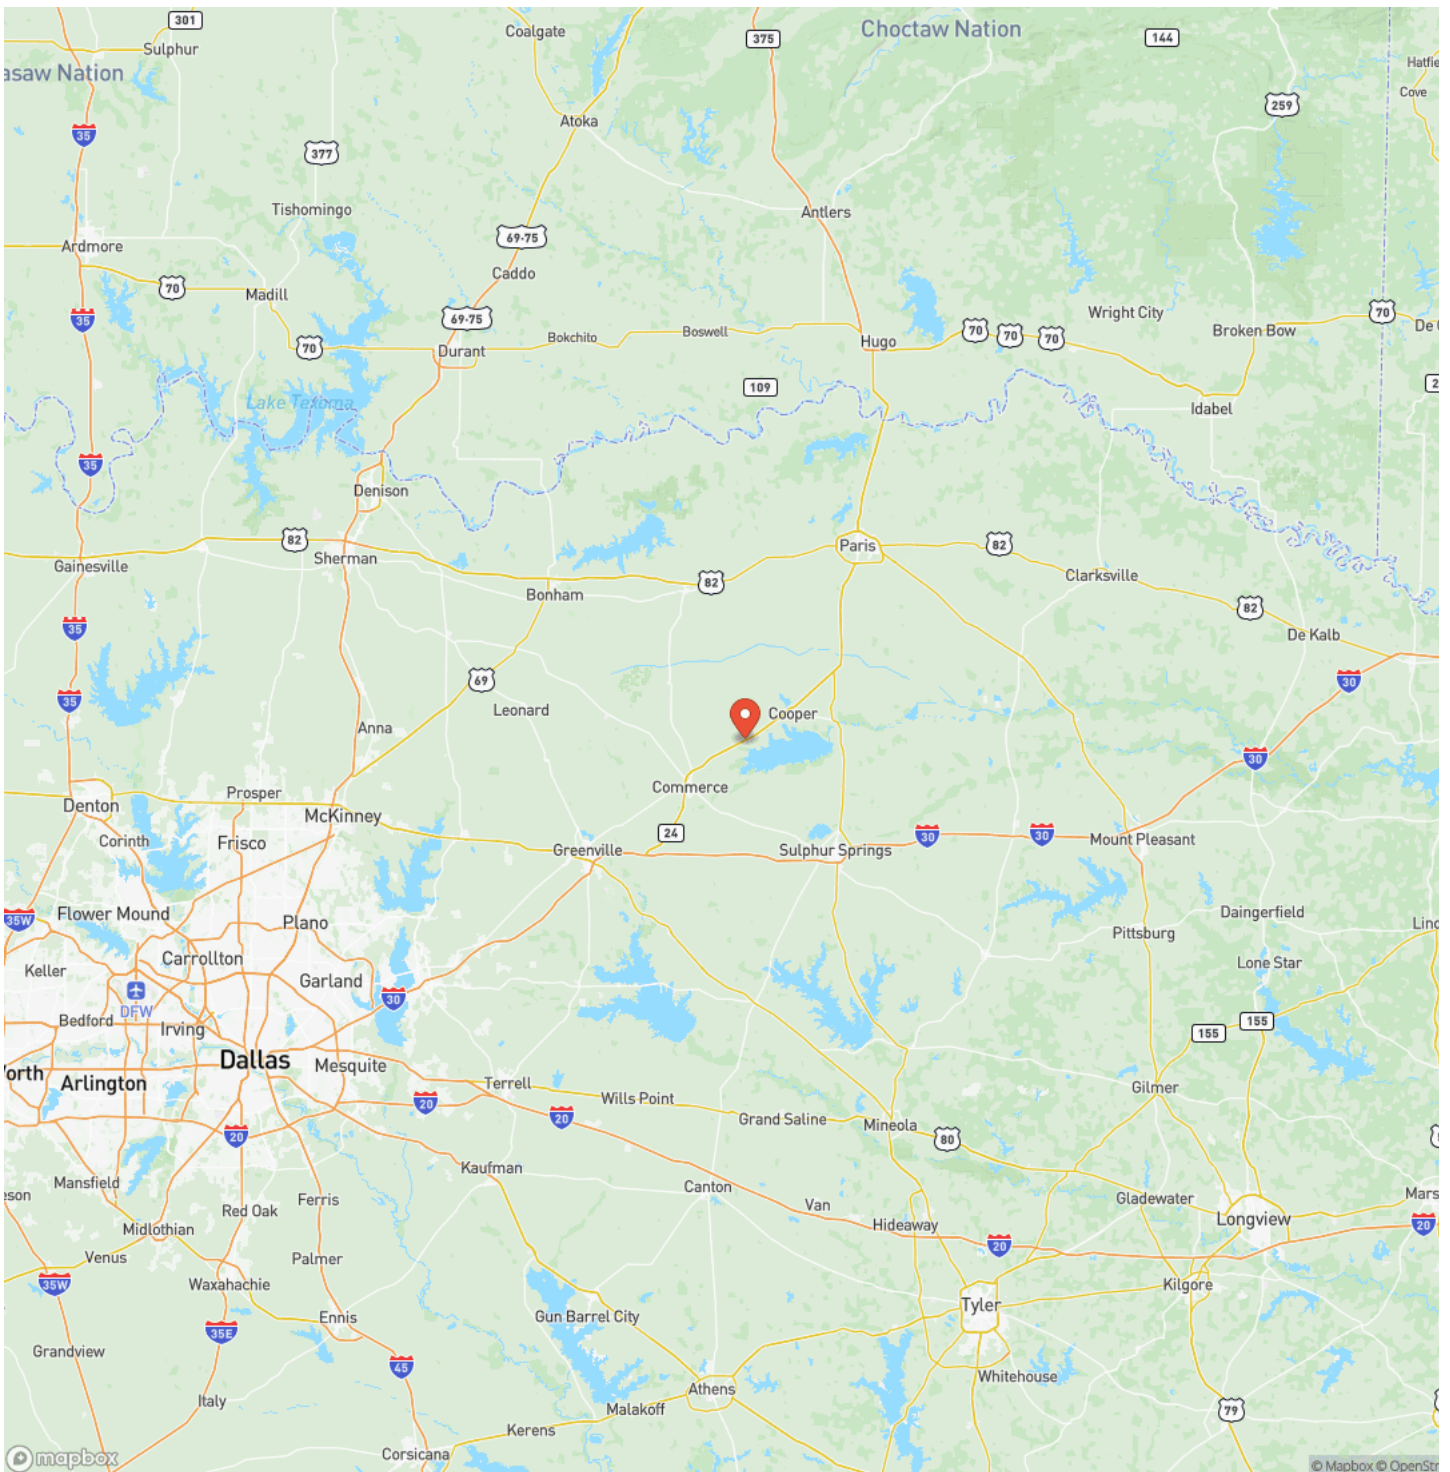 301
Sulphur
Coalgate
375
Choctaw Nation
144
Hatfie
asaw Nation
Cove
259
35
Atoka
377
Tishomingo
Antlers
69-75
Ardmore
Caddo
70
Madill
35
69-75
Wright City
70
De
Bokchito
Boswell
70
70
70
Broken Bow
70
Durant
Hugo
109
2
Lake Texoma
Idabel
35
Denison
82
Sherman
Paris
82
Gainesville
82
Clarksville
Bonham
82
35
De Kalb
69
30
35
Leonard
Cooper
Anna
30
Commerce
Prosper
Denton
McKinney
24
30
30
Corinth
Frisco
Greenville
Sulphur Springs
Mount Pleasant
35W
Flower Mound
Plano
Daingerfield
Linc
Pittsburg
Carrollton
Lone Star
Keller
Garland
30
DFW
Bedford
Irving
155
155
Dallas
Mesquite
orth
Arlington
Terrell
Gilmer
20
Wills Point
20
Grand Saline
Mineola
20
80
Kaufman
Mansfield
Canton
eson
Ferris
Gladewater
Mars
Red Oak
Van
Longview
Midlothian
Hideaway
20
20
Venus
Palmer
35W
Waxahachie
Kilgore
Tyler
Gun Barrel City
Ennis
35E
Grandview
45
Whitehouse
Athens
Italy
Malakoff
79
Kerens
Corsicana
mapbox
© Mapbox © OpenStr